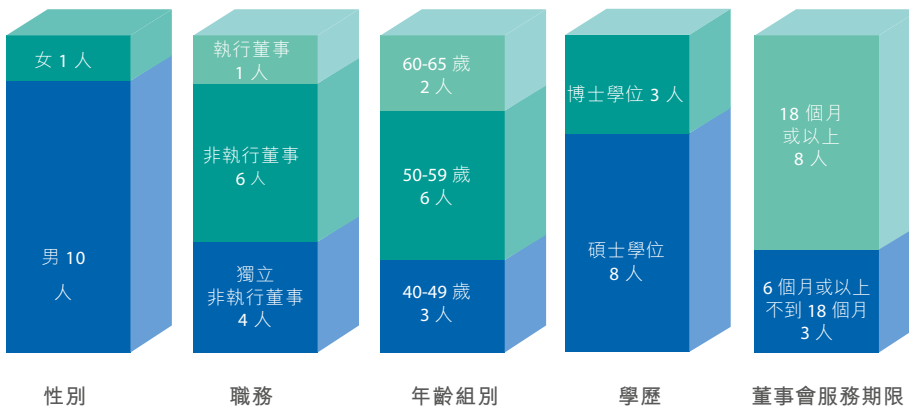 女 1 人
男 10
人
性別
執行董事
1 人
非執行董事
6 人
獨立
非執行董事
4 人
職務
60-65 歲
2 人
50-59 歲
6 人
40-49 歲
3 人
年齡組別
博士學位 3 人
碩士學位
8 人
學歷
18 個月
或以上
8 人
6 個月或以上
不到 18 個月
3 人
董事會服務期限